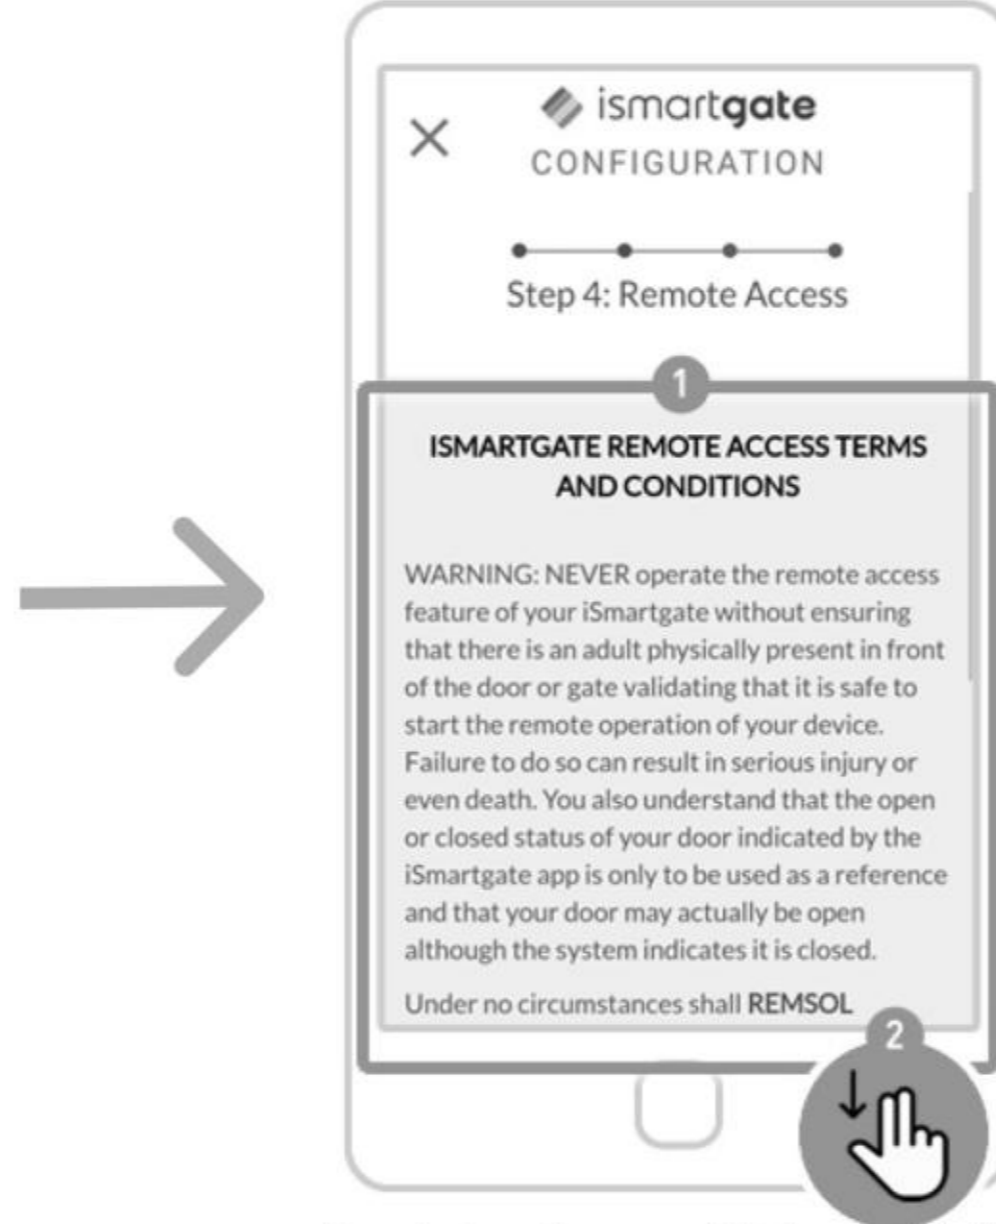 ismartgate
CONFIGURATION
Step 4: Remote Access
1
ISMARTGATE REMOTE ACCESS TERMS
AND CONDITIONS
WARNING: NEVER operate the remote access
feature of your iSmartgate without ensuring
that there is an adult physically present in front
of the door or gate validating that it is safe to
start the remote operation of your device.
Failure to do so can result in serious injury or
even death. You also understand that the open
or closed status of your door indicated by the
iSmartgate app is only to be used as a reference
and that your door may actually be open
although the system indicates it is closed.
Under no circumstances shall REMSOL
2